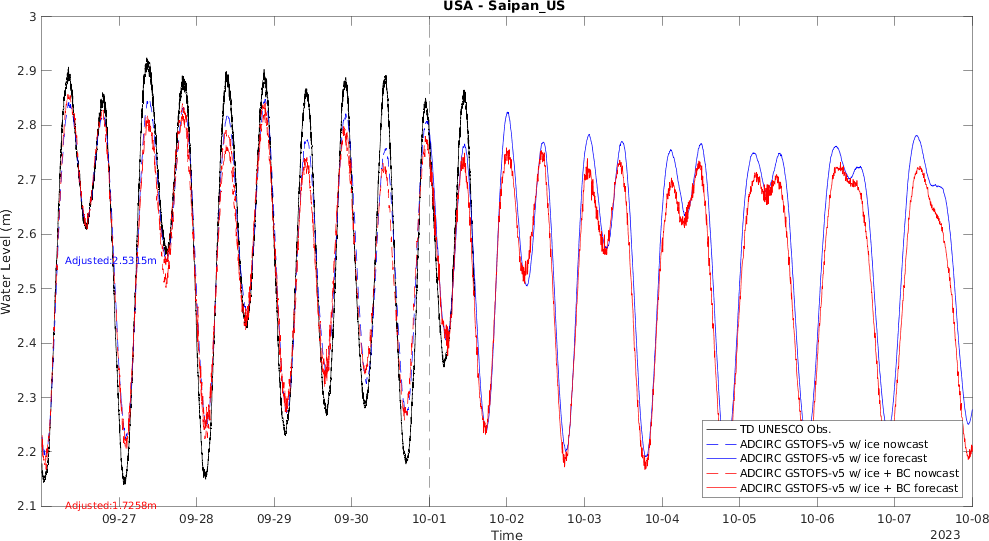 USA - Saipan_US
3
2.9
2.8
2.7
2.6
2.5
2.4
2.3
2.2
2.1
Water Level (m)
Adjusted:2.5315m
Adjusted:1.7258m
TD UNESCO Obs.
ADCIRC GSTOFS-v5 w/ ice nowcast
ADCIRC GSTOFS-v5 w/ ice forecast
ADCIRC GSTOFS-v5 w/ ice + BC nowcast
ADCIRC GSTOFS-v5 w/ ice + BC forecast
09-27 09-28 09-29 09-30 10-01 10-02 10-03 10-04 10-05 10-06 10-07 10-08
Time
2023